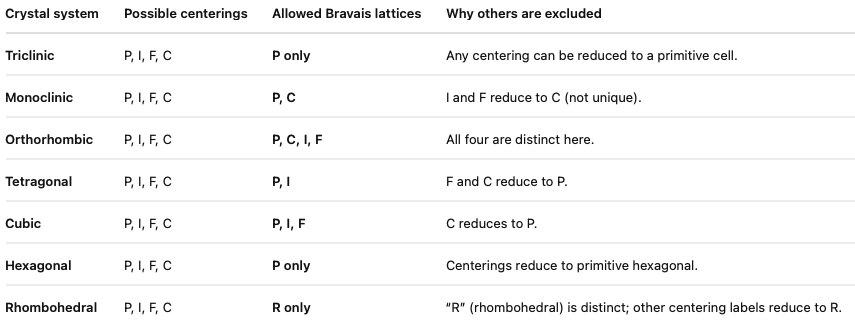 Crystal system Possible centerings Allowed Bravais lattices Why others are excluded
Triclinic P, I, F, C P only Any centering can be reduced to a primitive cell.
Monoclinic P, I, F, C P, C I and F reduce to C (not unique).
Orthorhombic P, I, F, C P, C, I, F All four are distinct here.
Tetragonal P, I, F, C P, I F and C reduce to P.
Cubic P, I, F, C P, I, F C reduces to P.
Hexagonal P, I, F, C P only Centerings reduce to primitive hexagonal.
Rhombohedral P, I, F, C R only “R” (rhombohedral) is distinct; other centering labels reduce to R.